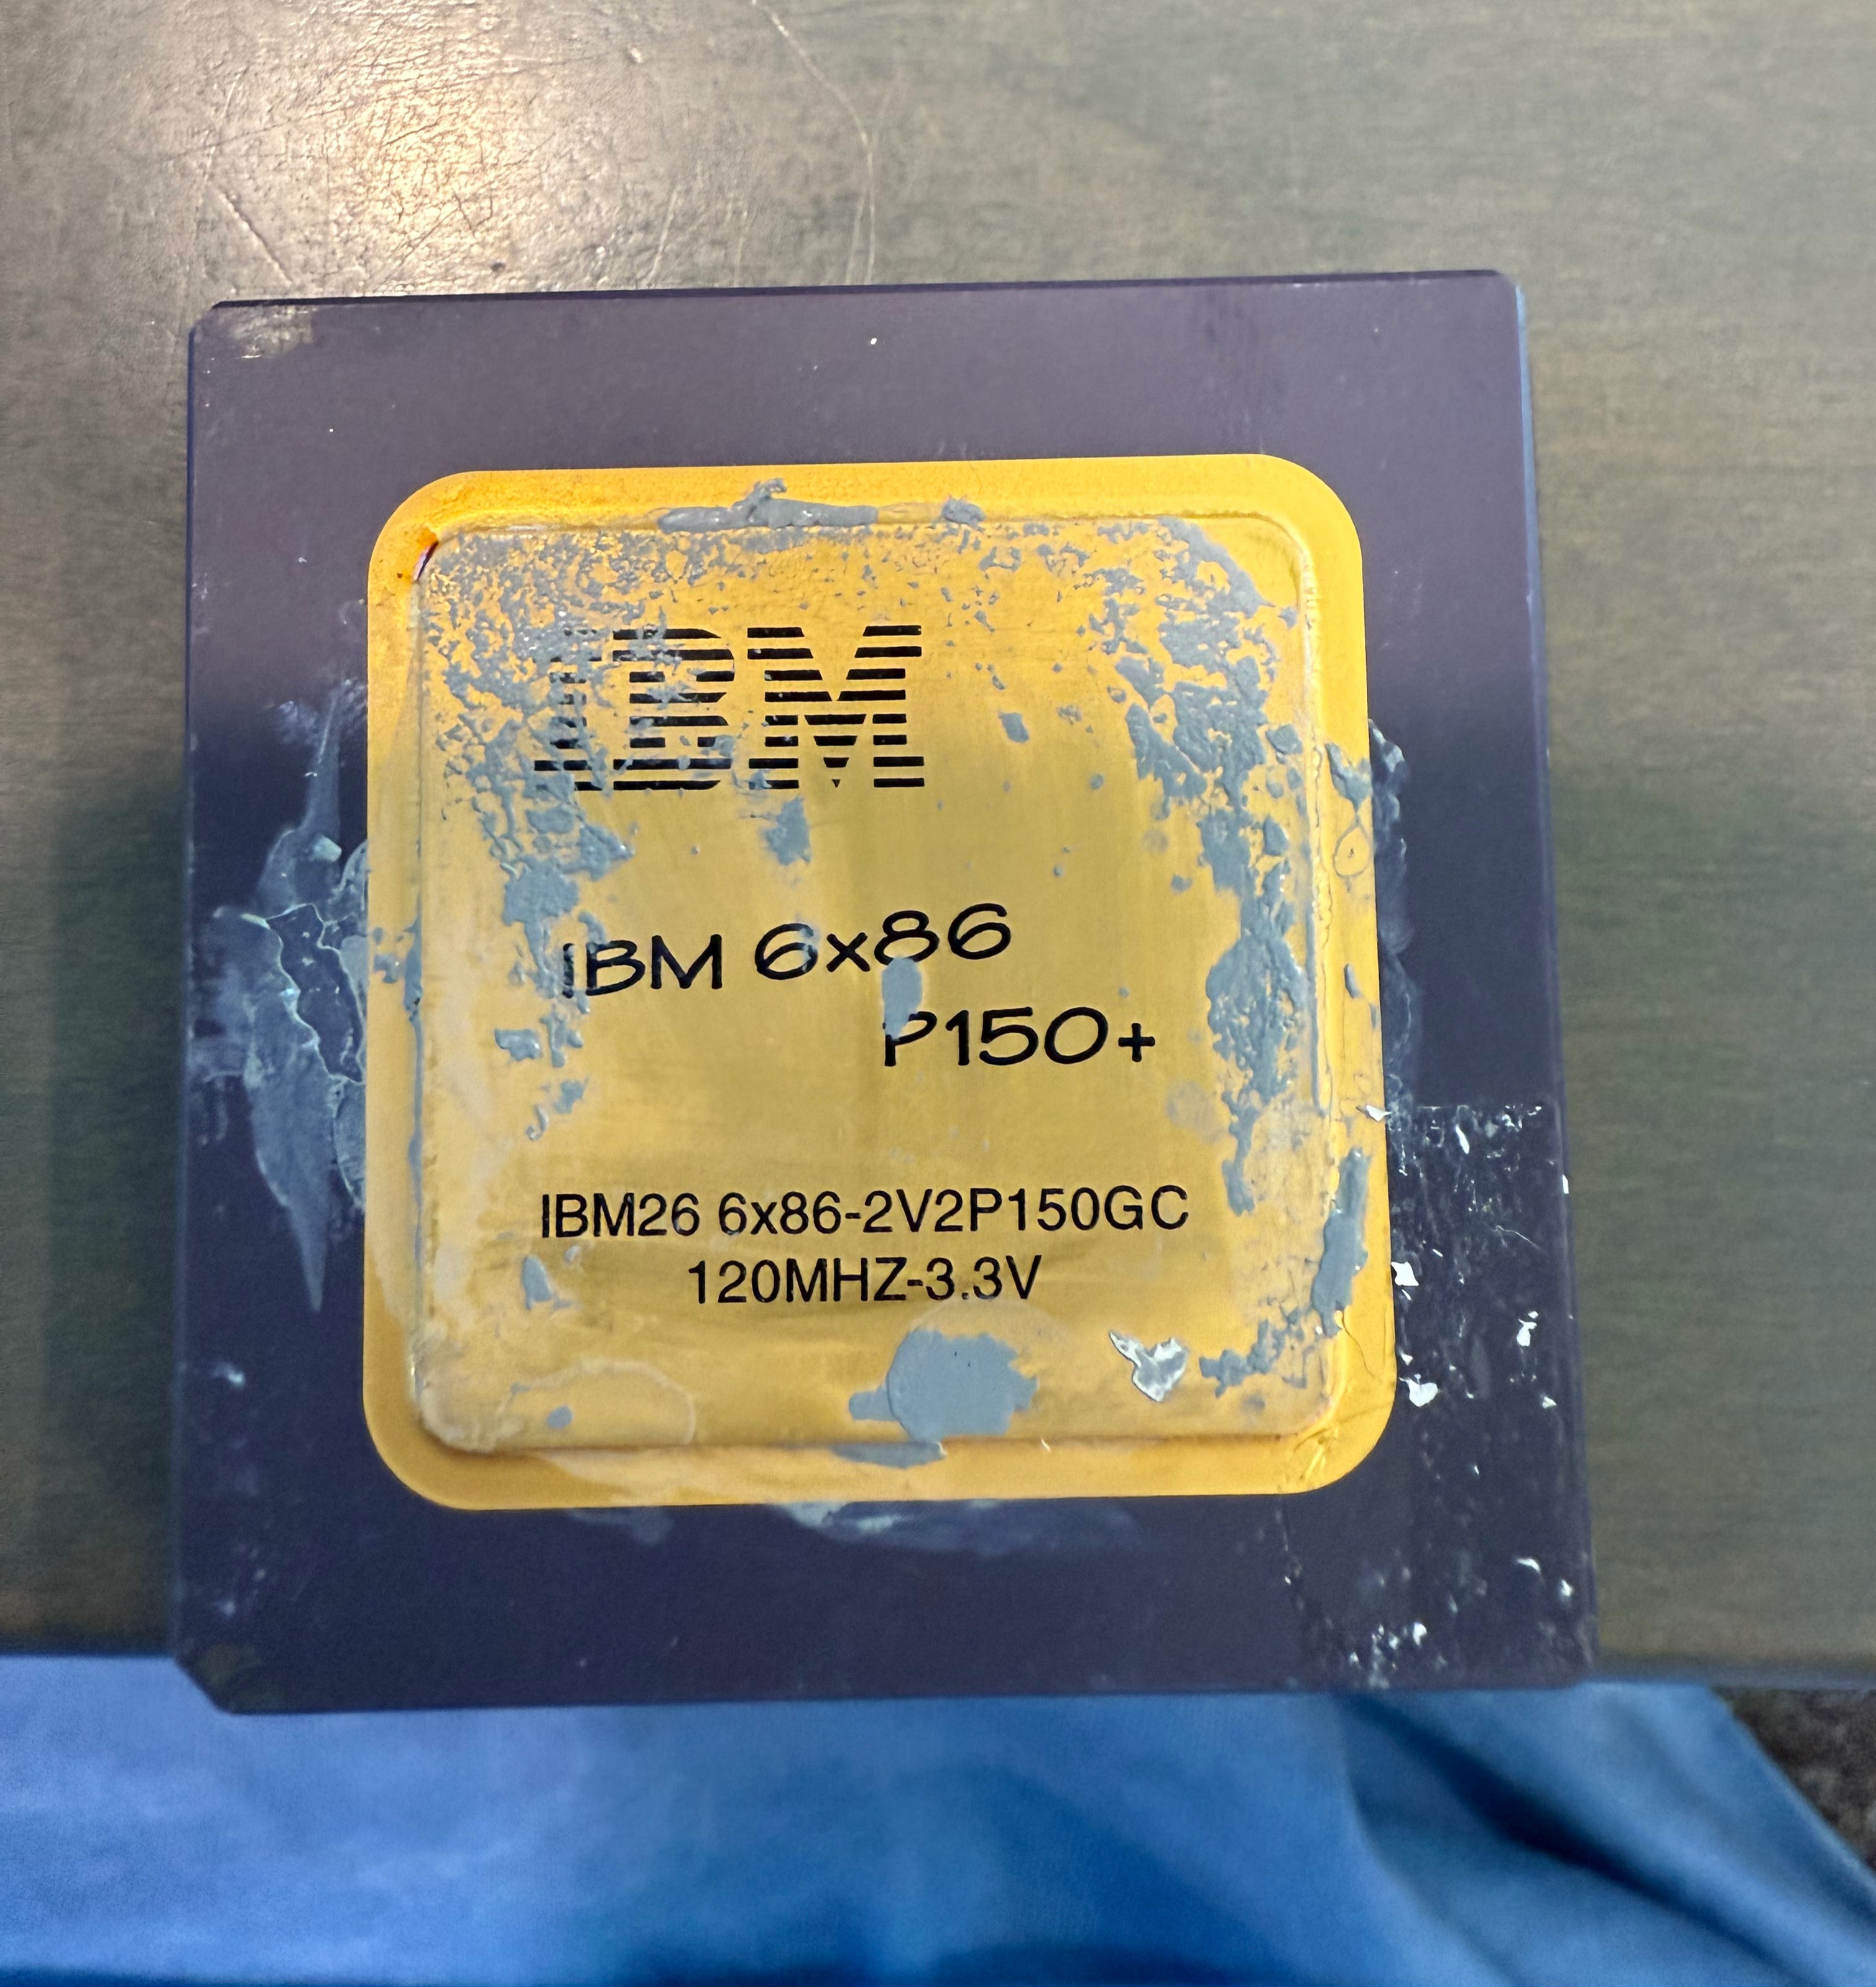 IBM
IBM 6x86
P150+
IBM26 6x86-2V2P150GC
120MHZ-3.3V